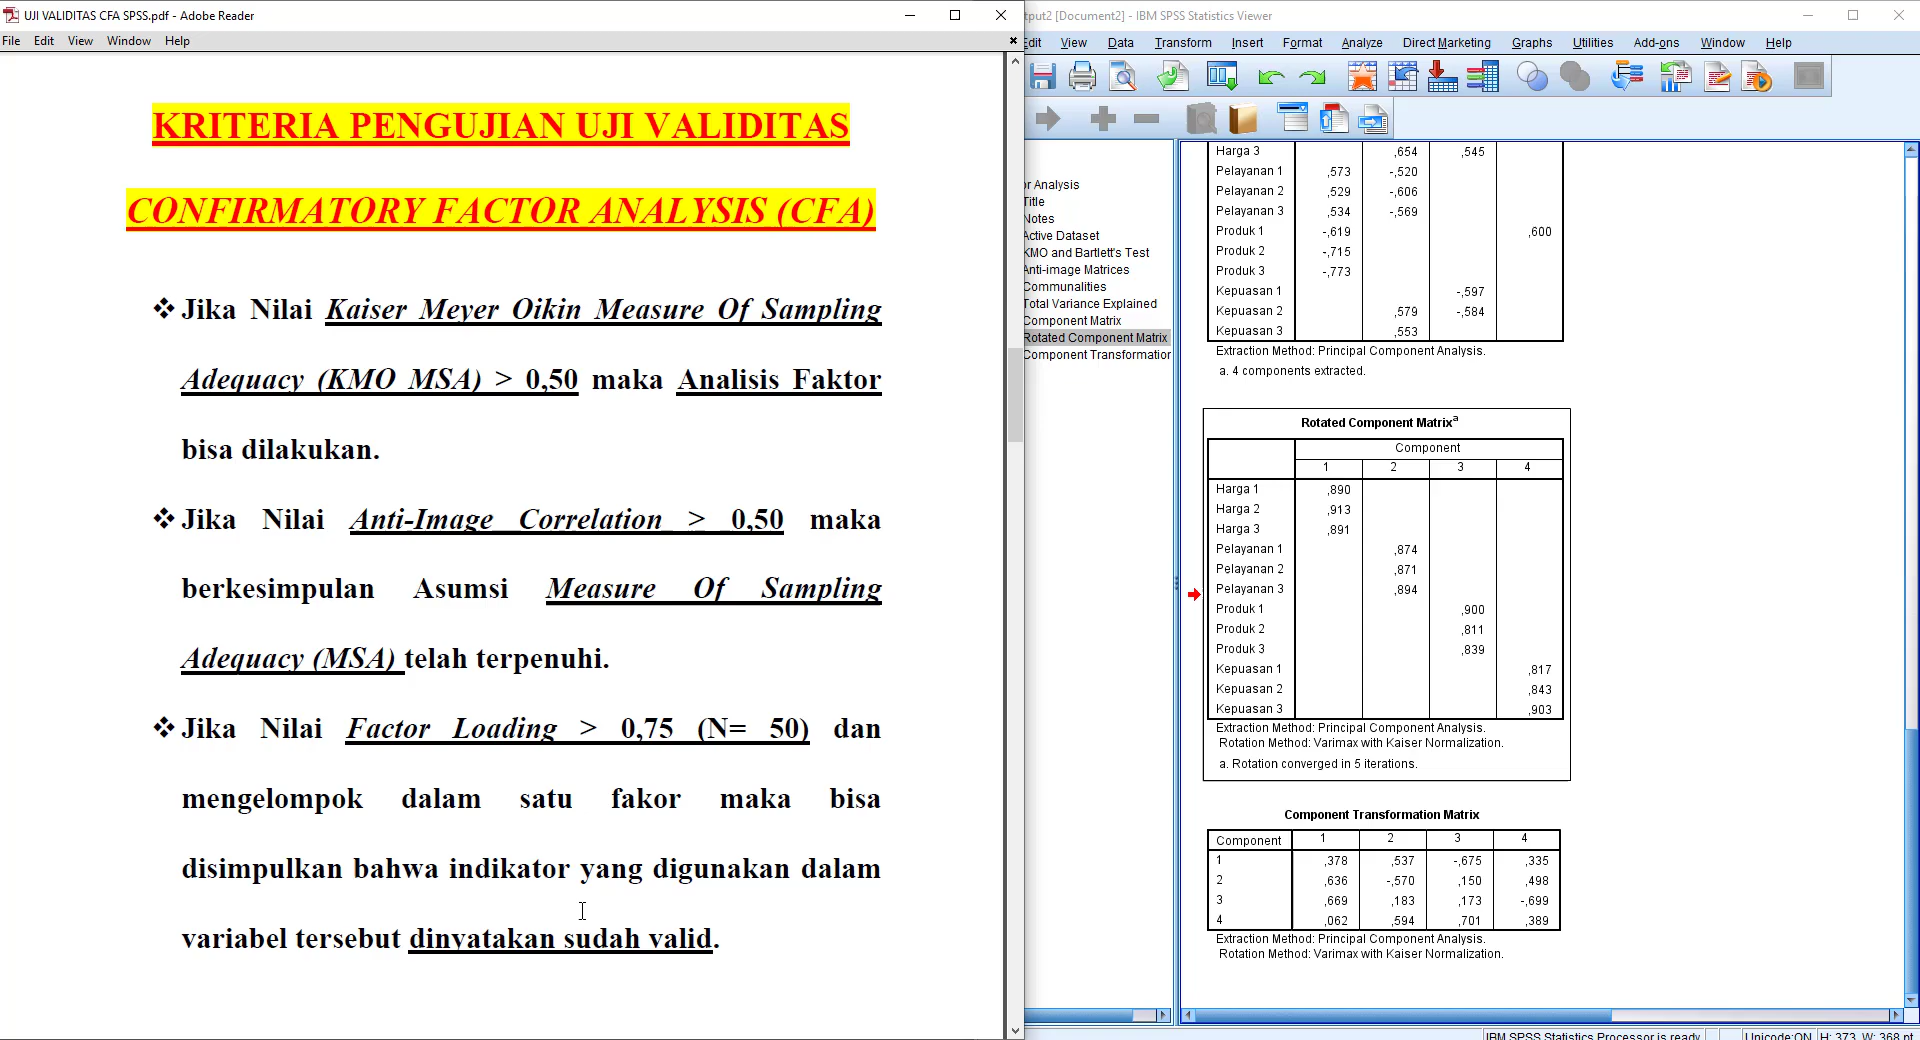 UJI VALIDITAS CFA SPSS.pdf - Adobe Reader
File Edit View Window Help
KRITERIA PENGUJIAN UJI VALIDITAS
CONFIRMATORY FACTOR ANALYSIS (CFA)
❖ Jika Nilai Kaiser Meyer Oikin Measure Of Sampling
Adequacy (KMO MSA) > 0,50 maka Analisis Faktor
bisa dilakukan.
❖ Jika Nilai Anti-Image Correlation > 0,50 maka
berkesimpulan Asumsi Measure Of Sampling
Adequacy (MSA) telah terpenuhi.
❖ Jika Nilai Factor Loading > 0,75 (N= 50) dan
mengelompok dalam satu fakor maka bisa
disimpulkan bahwa indikator yang digunakan dalam
variabel tersebut dinyatakan sudah valid.
tput2 [Document2] - IBM SPSS Statistics Viewer
Edit View Data Transform Insert Format Analyze Direct Marketing Graphs Utilities Add-ons Window Help
or Analysis
Title
Notes
Active Dataset
KMO and Bartlett's Test
Anti-image Matrices
Communalities
Total Variance Explained
Component Matrix
Rotated Component Matrix
Component Transformation
Harga 3 ,654 ,545
Pelayanan 1 ,573 -,520
Pelayanan 2 ,529 -,606
Pelayanan 3 ,534 -,569
Produk 1 -,619 ,600
Produk 2 -,715
Produk 3 -,773
Kepuasan 1 -,597
Kepuasan 2 ,579 -,584
Kepuasan 3 ,553
Extraction Method: Principal Component Analysis.
a. 4 components extracted.
Rotated Component Matrixa
Component
1 2 3 4
Harga 1 ,890
Harga 2 ,913
Harga 3 ,891
Pelayanan 1 ,874
Pelayanan 2 ,871
Pelayanan 3 ,894
Produk 1 ,900
Produk 2 ,811
Produk 3 ,839
Kepuasan 1 ,817
Kepuasan 2 ,843
Kepuasan 3 ,903
Extraction Method: Principal Component Analysis.
Rotation Method: Varimax with Kaiser Normalization.
a. Rotation converged in 5 iterations.
Component Transformation Matrix
Component 1 2 3 4
1 ,378 ,537 -,675 ,335
2 ,636 -,570 ,150 ,498
3 ,669 ,183 ,173 -,699
4 ,062 ,594 ,701 ,389
Extraction Method: Principal Component Analysis.
Rotation Method: Varimax with Kaiser Normalization.
IBM SPSS Statistics Processor is ready Unicode:ON H: 373, W: 368 pt